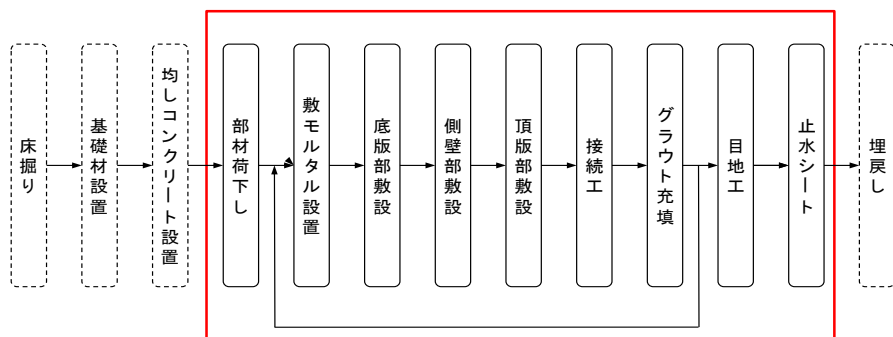 床掘り
基礎材設置
均しコンクリート設置
部材荷下し
敷モルタル設置
底版部敷設
側壁部敷設
頂版部敷設
接続工
グラウト充填
目地工
止水シート
埋戻し